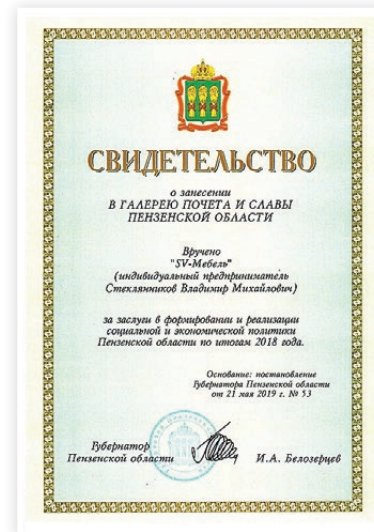 СВИДЕТЕЛЬСТВО
о занесении
В ГАЛЕРЕЮ ПОЧЕТА И СЛАВЫ
ПЕНЗЕНСКОЙ ОБЛАСТИ
Вручено
"SV-Мебель"
(индивидуальный предприниматель
Стеклянников Владимир Михайлович)
за заслуги в формировании и реализации
социальной и экономической политики
Пензенской области по итогам 2018 года.
Основание: постановление
Губернатора Пензенской области
от 21 мая 2019 г. № 53
Губернатор
Пензенской области
И.А. Белозерцев